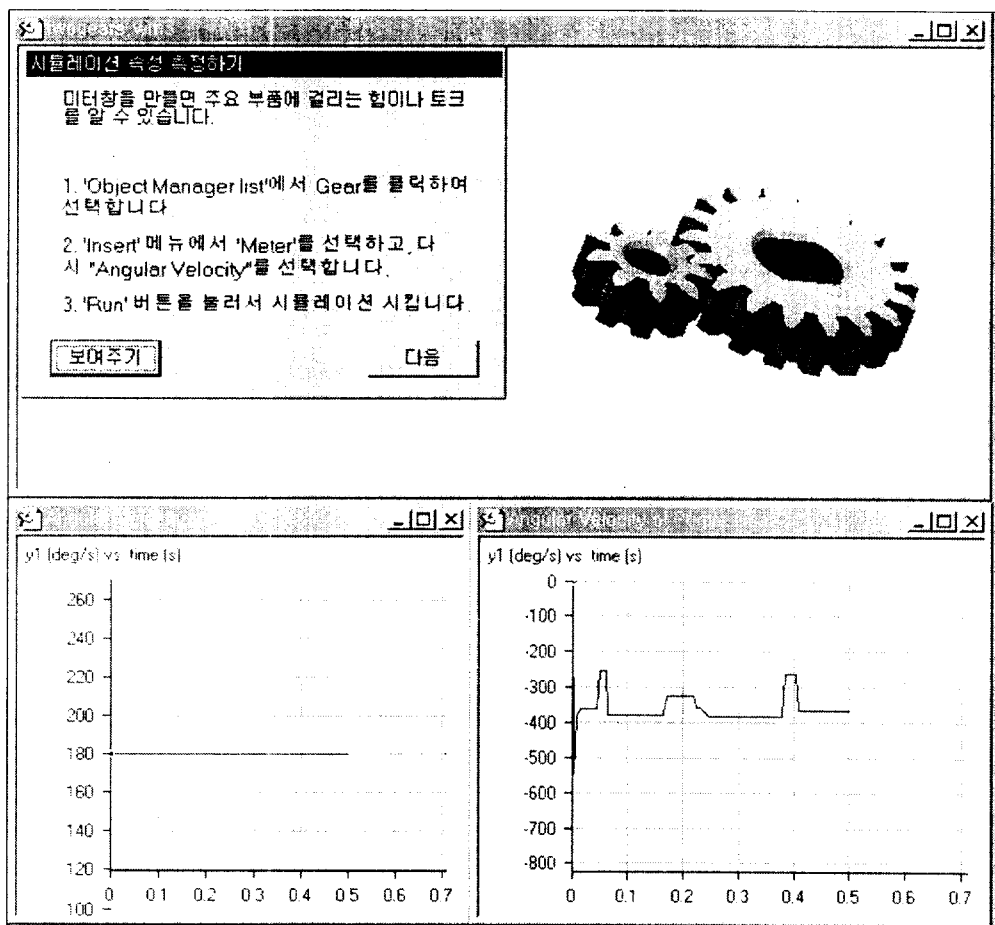 시뮬레이션 속성 측정하기
미터창을 만들면 주요 부품에 걸리는 힘이나 토크
를 알 수 있습니다.
1. 'Object Manager list'에서 Gear를 클릭하여
선택합니다
2. 'Insert' 메뉴에서 'Meter'를 선택하고, 다
시 "Angular Velocity"를 선택합니다.
3. 'Run' 버튼을 눌러서 시뮬레이션 시킵니다.
보여주기
다음
y1 (deg/s) vs time (s)
260
240
220
200
180
160
140
120
100
0 0.1 0.2 0.3 0.4 0.5 0.6 0.7
Angular Velocity
y1 (deg/s) vs time (s)
0
-100
-200
-300
-400
-500
-600
-700
-800
0 0.1 0.2 0.3 0.4 0.5 0.6 0.7